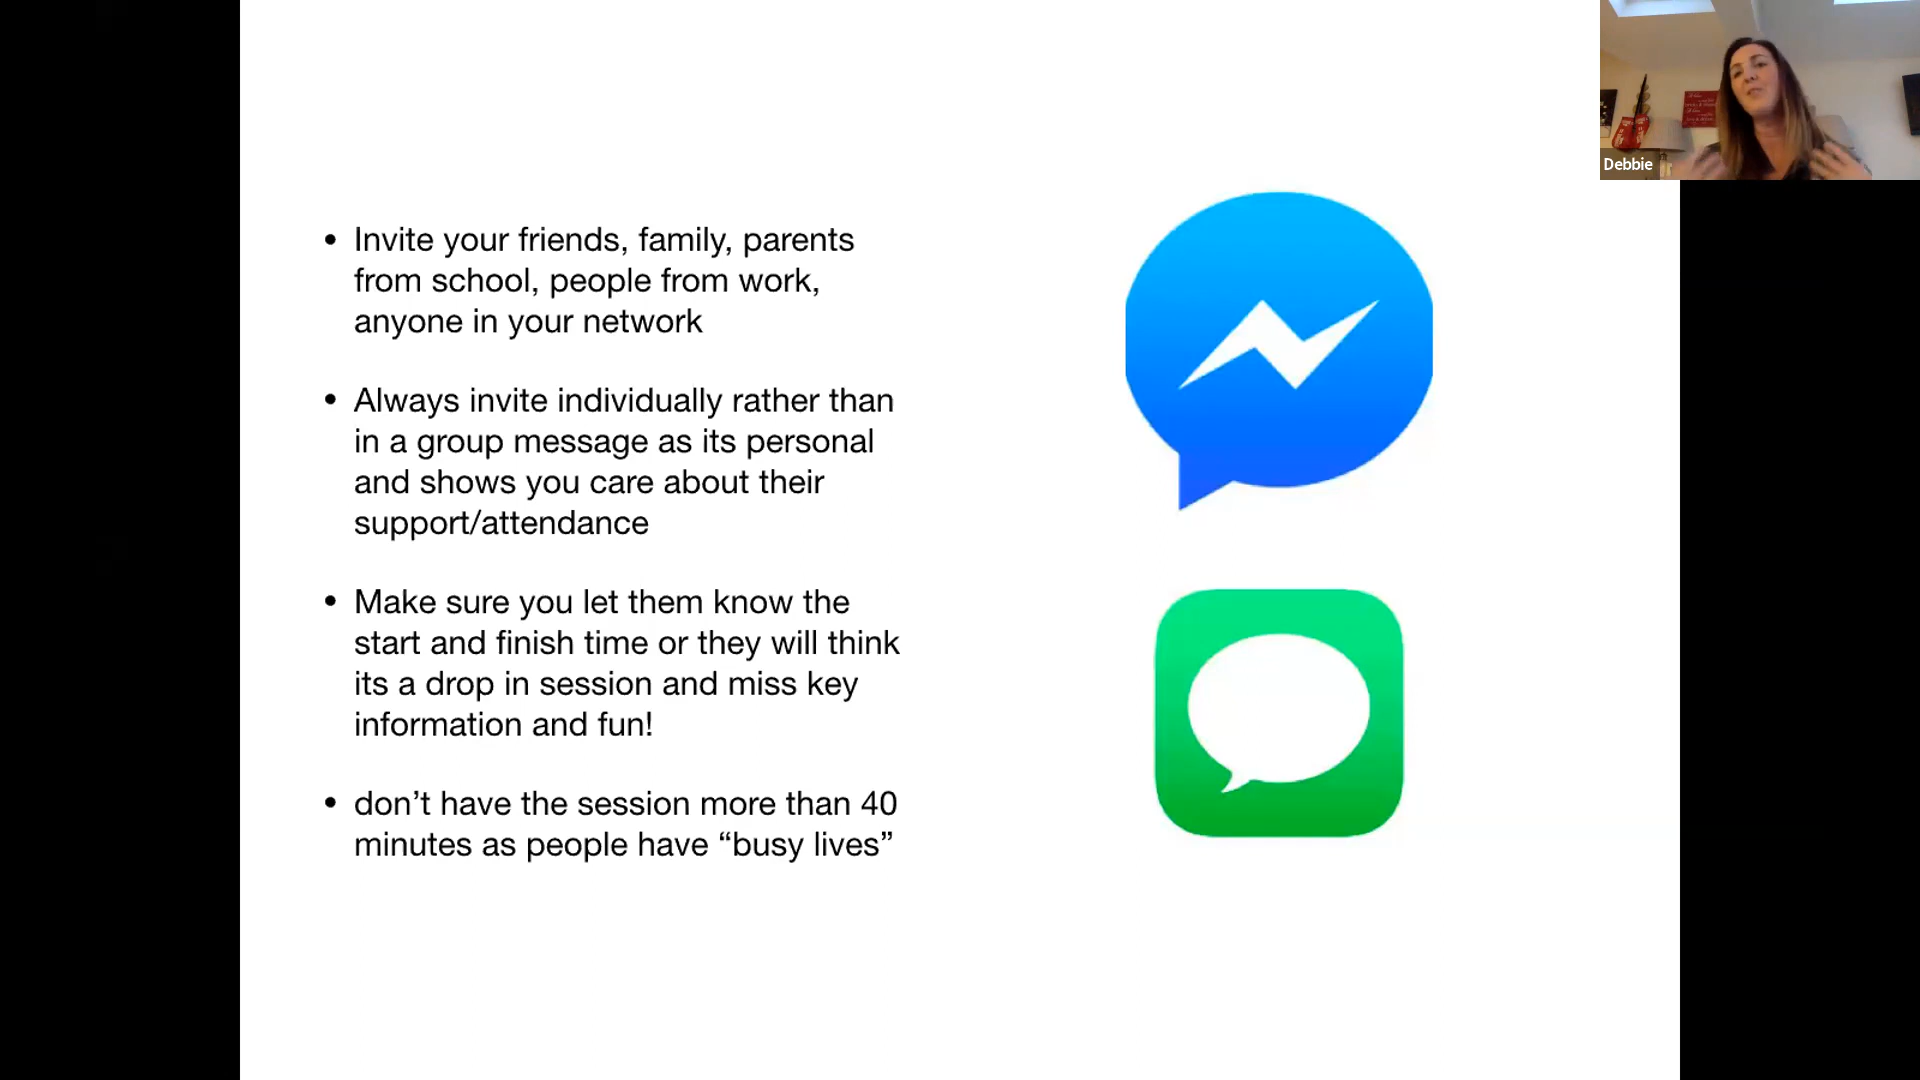 Debbie
• Invite your friends, family, parents
from school, people from work,
anyone in your network
• Always invite individually rather than
in a group message as its personal
and shows you care about their
support/attendance
• Make sure you let them know the
start and finish time or they will think
its a drop in session and miss key
information and fun!
• don’t have the session more than 40
minutes as people have “busy lives”